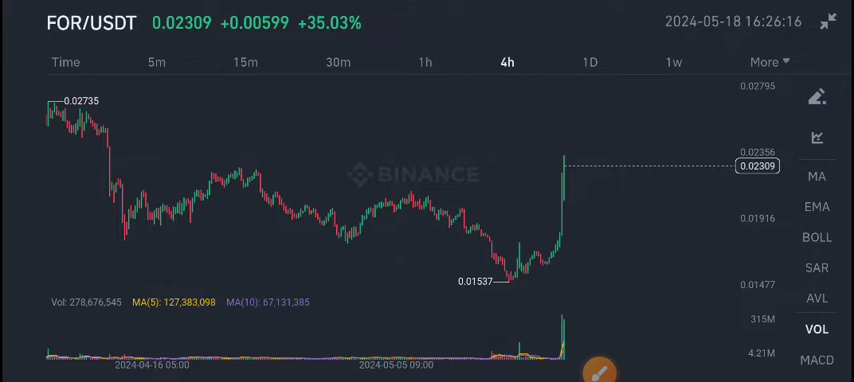 FOR/USDT 0.02309 +0.00599 +35.03% 2024-05-18 16:26:16
Time 5m 15m 30m 1h 4h 1D 1w More
0.02795
0.02735
0.02356
0.02309
BINANCE
MA
EMA
0.01916
BOLL
SAR
0.01537
0.01477
AVL
Vol: 278,676,545 MA(5): 127,383,098 MA(10): 67,131,385
315M
VOL
4.21M
MACD
2024-04-16 05:00 2024-05-05 09:00